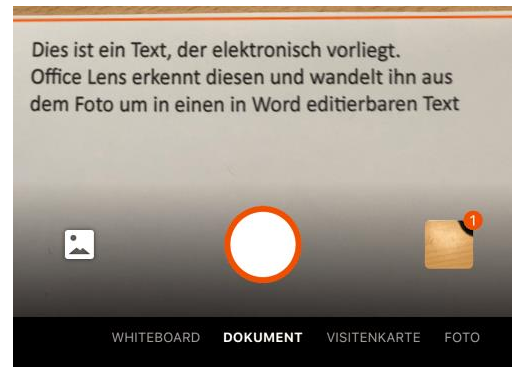 Dies ist ein Text, der elektronisch vorliegt.
Office Lens erkennt diesen und wandelt ihn aus
dem Foto um in einen in Word editierbaren Text
1
WHITEBOARD DOKUMENT VISITENKARTE FOTO